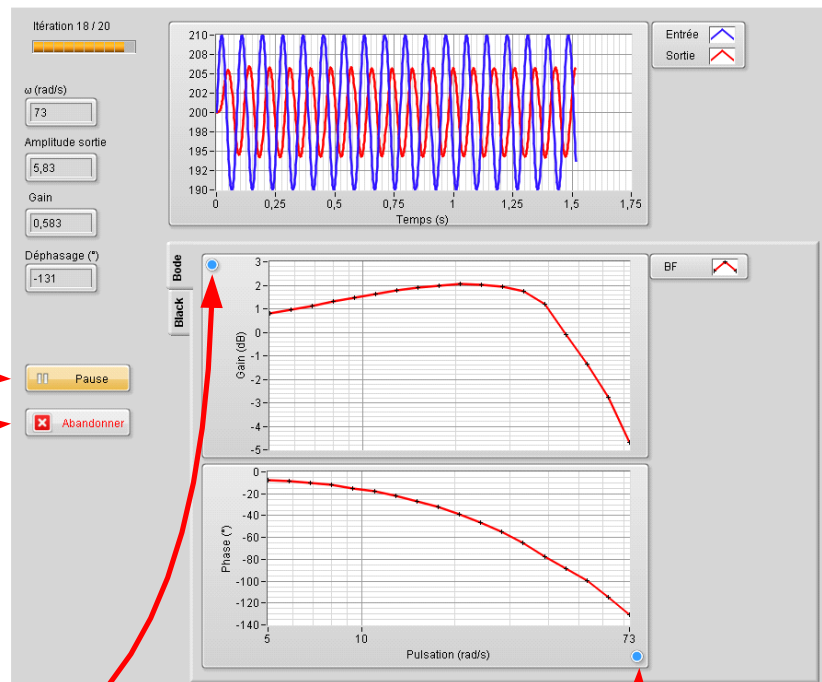 Itération 18 / 20
ω (rad/s)
73
Amplitude sortie
5,83
Gain
0,583
Déphasage (°)
-131
Pause
Abandonner
210
208
205
202
200
198
195
192
190
0 0,25 0,5 0,75 1 1,25 1,5 1,75
Temps (s)
Entrée
Sortie
Bode
Black
BF
3
2
1
0
-1
-2
-3
-4
-5
Gain (dB)
0
-20
-40
-60
-80
-100
-120
-140
Phase (°)
5 10 73
Pulsation (rad/s)